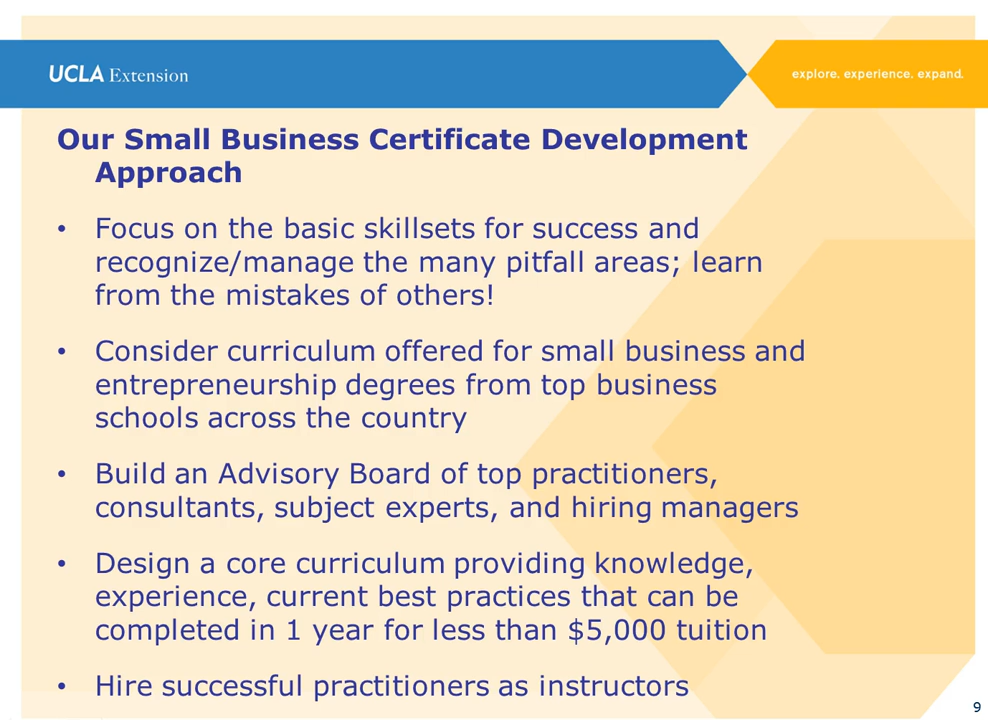 UCLA Extension
explore. experience. expand.
Our Small Business Certificate Development
Approach
• Focus on the basic skillsets for success and
recognize/manage the many pitfall areas; learn
from the mistakes of others!
• Consider curriculum offered for small business and
entrepreneurship degrees from top business
schools across the country
• Build an Advisory Board of top practitioners,
consultants, subject experts, and hiring managers
• Design a core curriculum providing knowledge,
experience, current best practices that can be
completed in 1 year for less than $5,000 tuition
• Hire successful practitioners as instructors
9